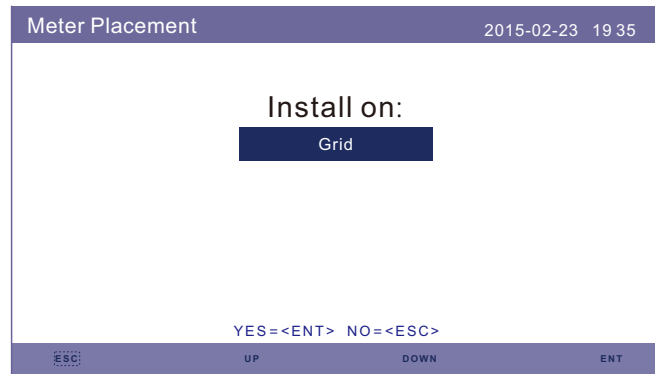 Meter Placement 2015-02-23 19 35
Install on:
Grid
YES=<ENT> NO=<ESC>
ESC UP DOWN ENT